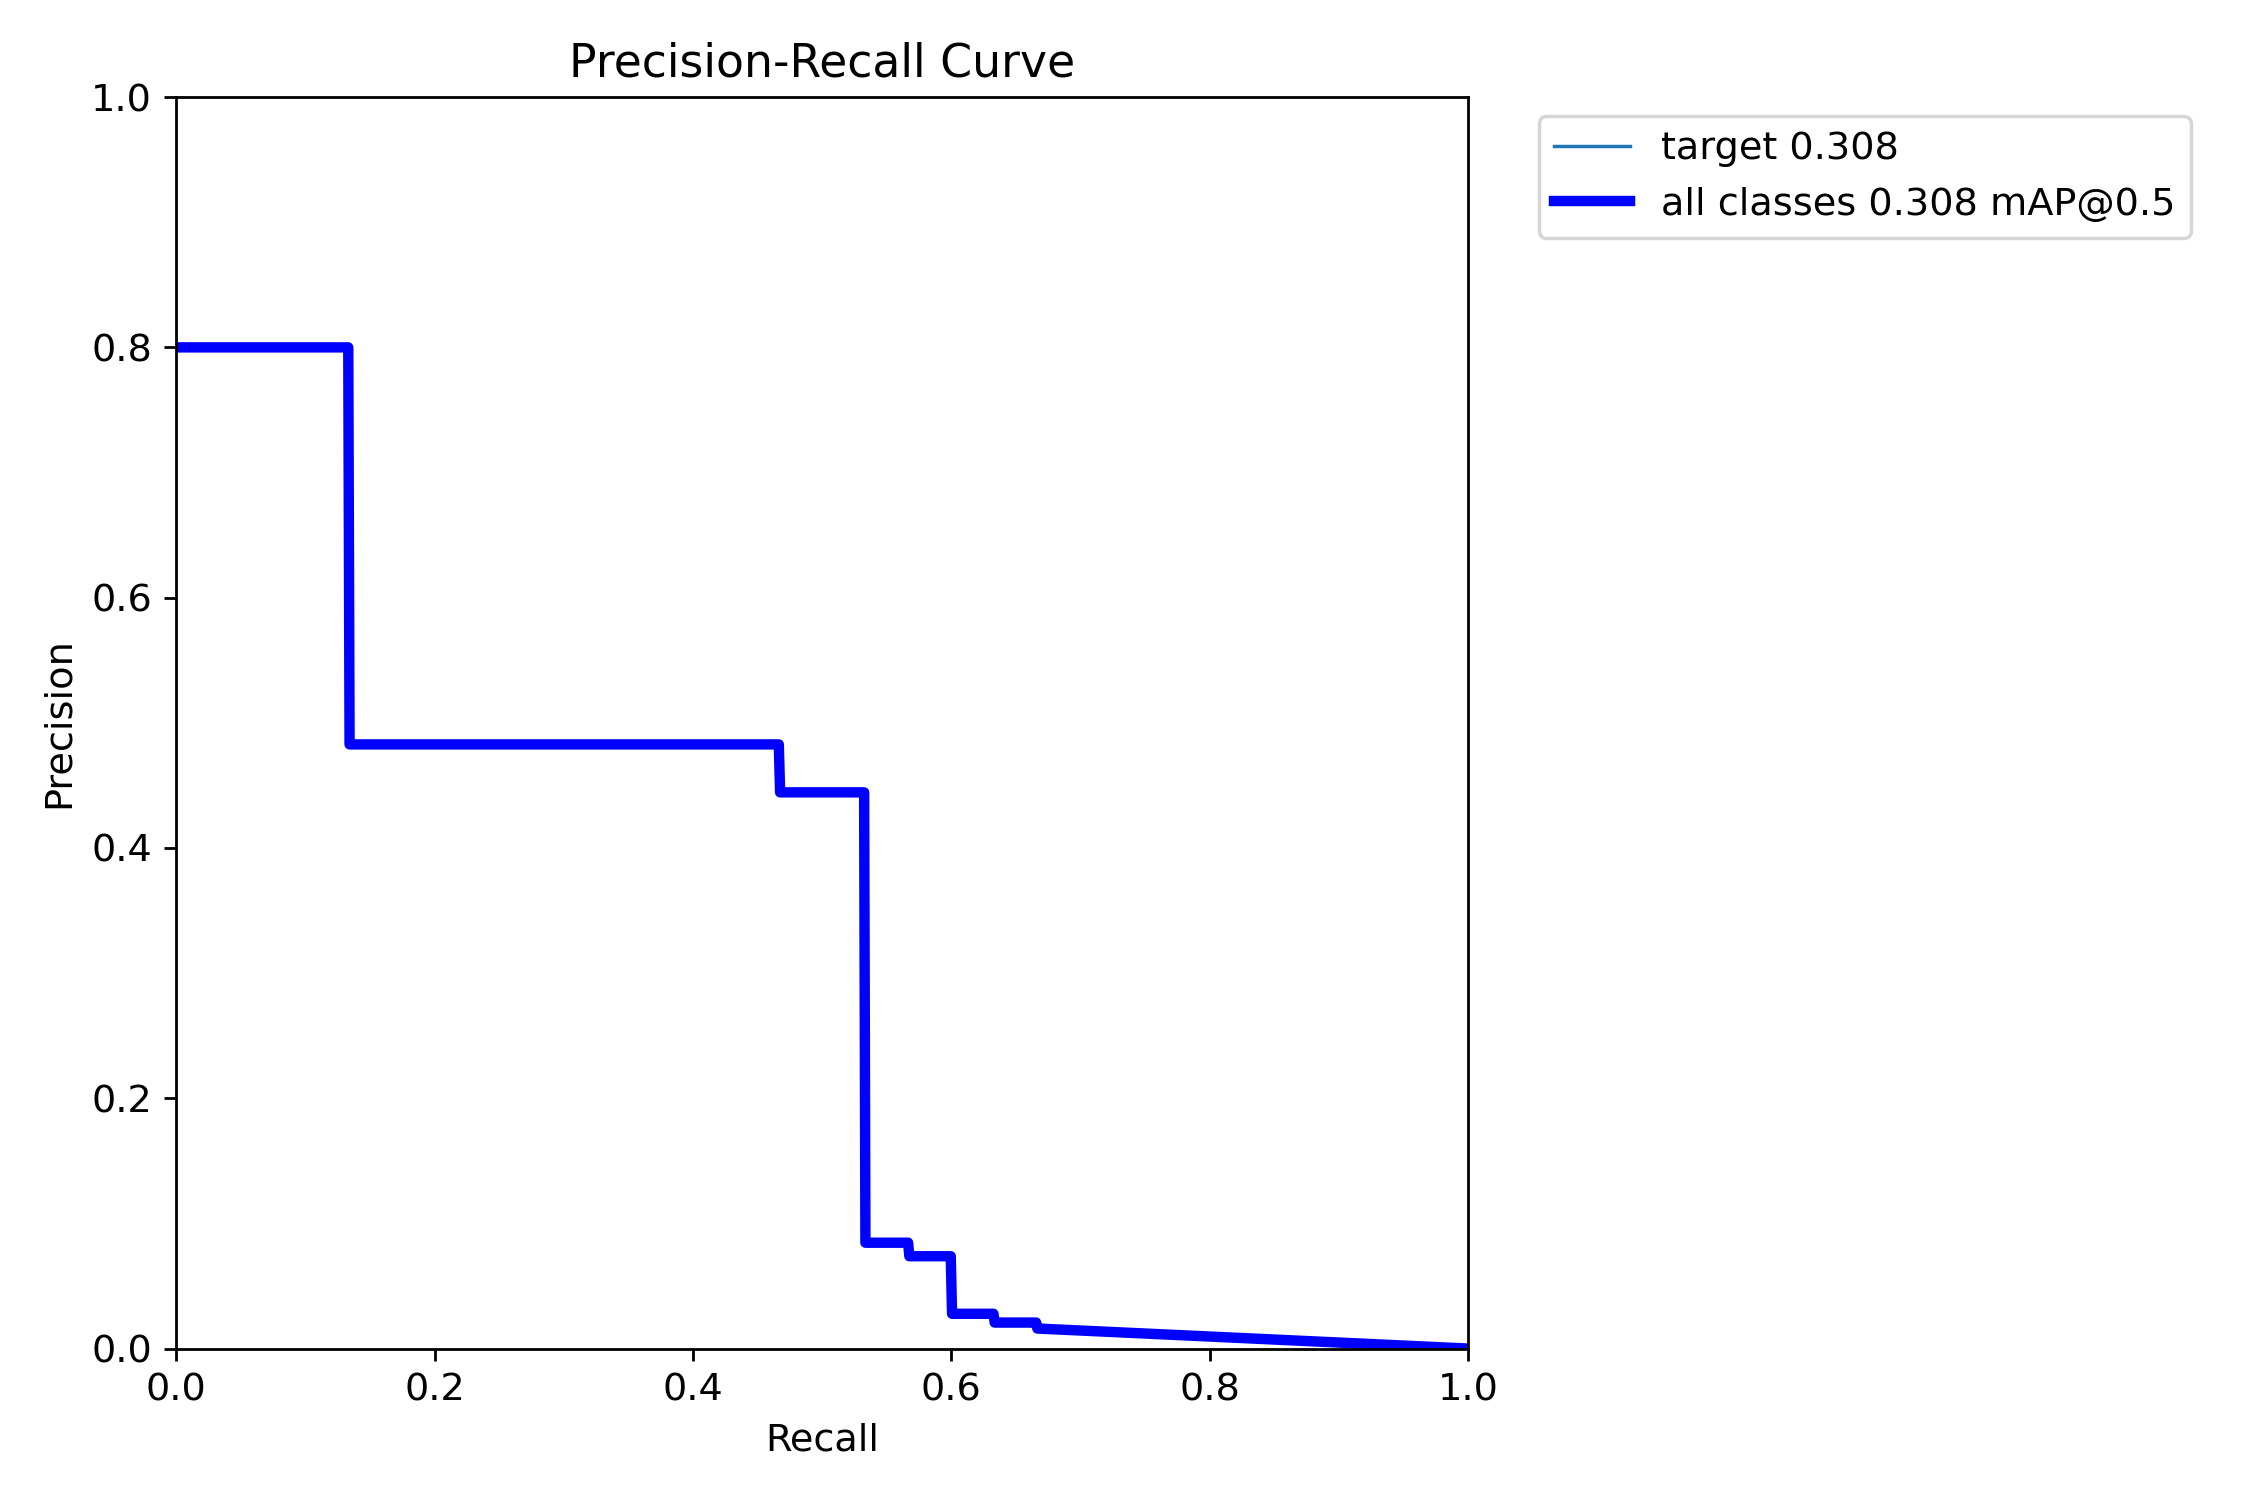 Precision-Recall Curve
1.0
0.8
0.6
0.4
0.2
0.0
Precision
0.0 0.2 0.4 0.6 0.8 1.0
Recall
target 0.308
all classes 0.308 mAP@0.5